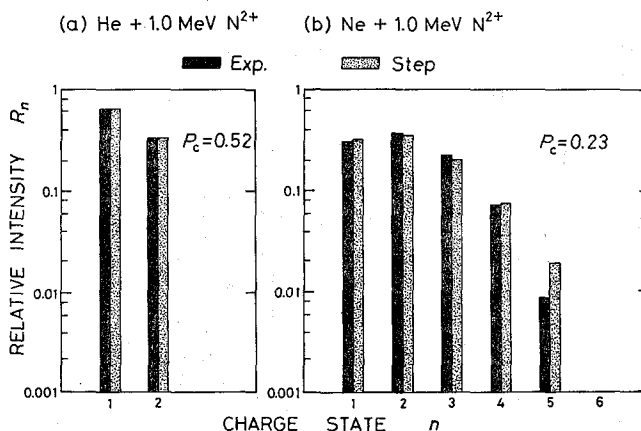 (a) He + 1.0 MeV N²⁺ (b) Ne + 1.0 MeV N²⁺
Exp. Step
RELATIVE INTENSITY Rₙ
1 1
P_c=0.52 P_c=0.23
0.1 0.1
0.01 0.01
0.001 0.001
1 2 1 2 3 4 5 6
CHARGE STATE n